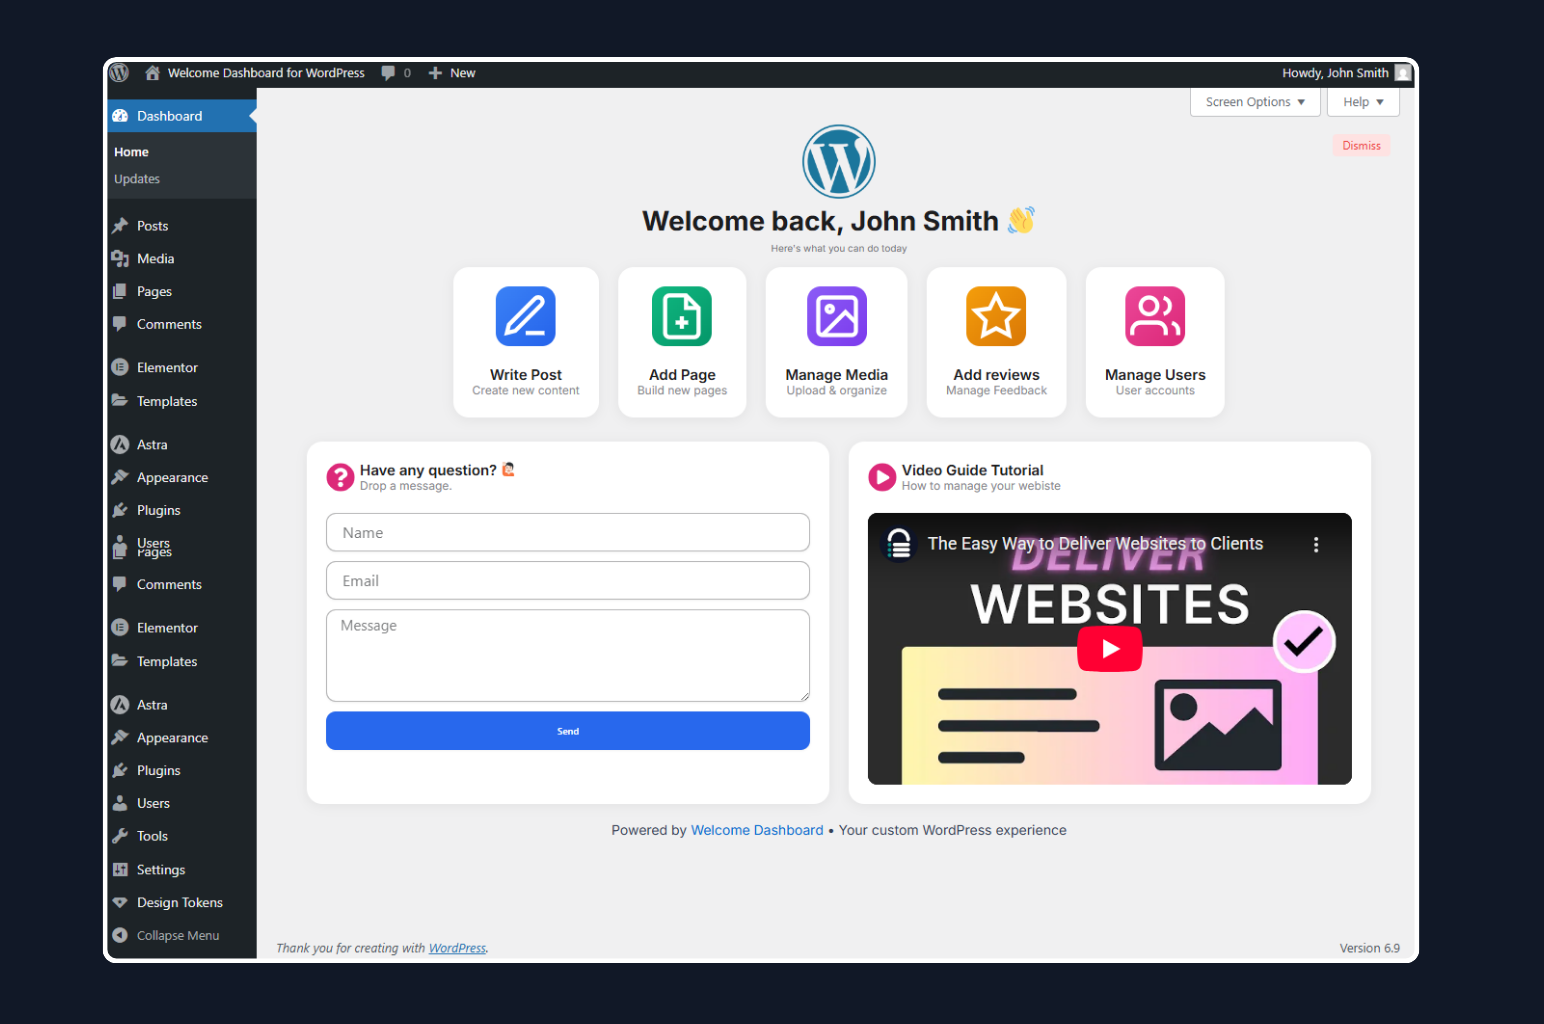 Welcome Dashboard for WordPress 0 New Howdy, John Smith
Dashboard
Home
Updates
Posts
Media
Pages
Comments
Elementor
Templates
Astra
Appearance
Plugins
Users
Pages
Comments
Elementor
Templates
Astra
Appearance
Plugins
Users
Tools
Settings
Design Tokens
Collapse Menu
Screen Options Help
Dismiss
Welcome back, John Smith 👋
Here's what you can do today
Write Post
Create new content
Add Page
Build new pages
Manage Media
Upload & organize
Add reviews
Manage Feedback
Manage Users
User accounts
Have any question? 🙋🏻
Drop a message.
Name
Email
Message
Send
Video Guide Tutorial
How to manage your webiste
The Easy Way to Deliver Websites to Clients
DELIVER
WEBSITES
Powered by Welcome Dashboard • Your custom WordPress experience
Thank you for creating with WordPress.
Version 6.9